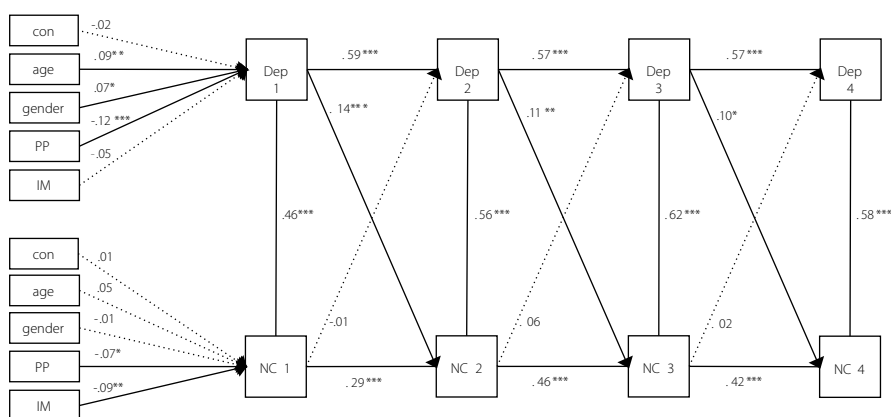 con
-.02
age
.09**
gender
.07*
PP
-.12 ***
IM
-.05
Dep
1
.59***
Dep
2
.57***
Dep
3
.57***
Dep
4
. 14** *
.11 **
.10*
.46***
.56***
.62***
.58***
con
.01
age
.05
gender
-.01
PP
-.07*
IM
-.09**
-.01
. 06
. 02
NC 1
.29***
NC 2
.46***
NC 3
.42***
NC 4